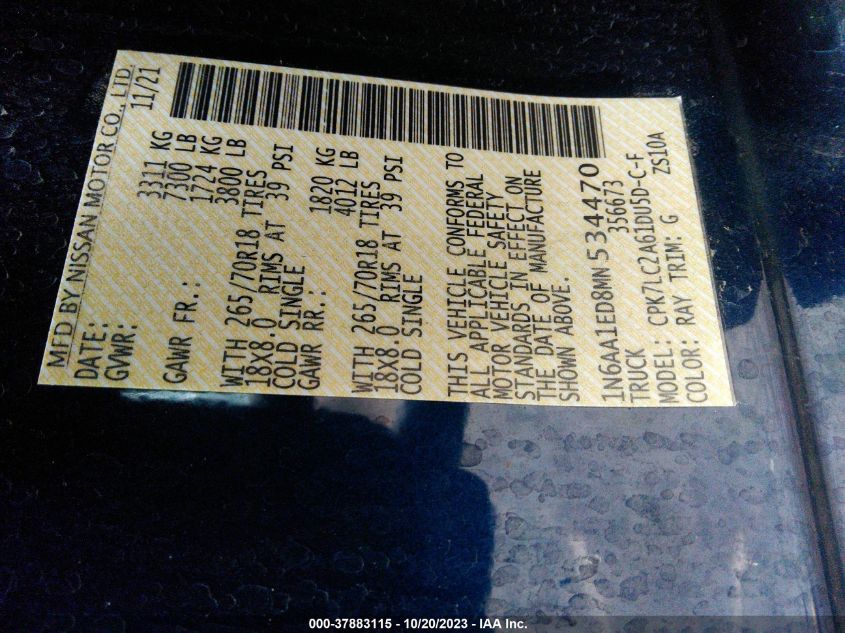 MFD BY NISSAN MOTOR CO., LTD.
DATE: 11/21
GVWR: 3311 KG
7300 LB
GAWR FR.: 1724 KG
3800 LB
WITH 265/70R18 TIRES
18X8.0 RIMS AT 39 PSI
COLD SINGLE
GAWR RR.: 1820 KG
4012 LB
WITH 265/70R18 TIRES
18X8.0 RIMS AT 39 PSI
COLD SINGLE
THIS VEHICLE CONFORMS TO
ALL APPLICABLE FEDERAL
MOTOR VEHICLE SAFETY
STANDARDS IN EFFECT ON
THE DATE OF MANUFACTURE
SHOWN ABOVE.
1N6AA1ED8MN534470
TRUCK 356673
MODEL: CPK7LC2A61DU5D-C-F
COLOR: RAY TRIM: G ZS10A
000-37883115 - 10/20/2023 - IAA Inc.